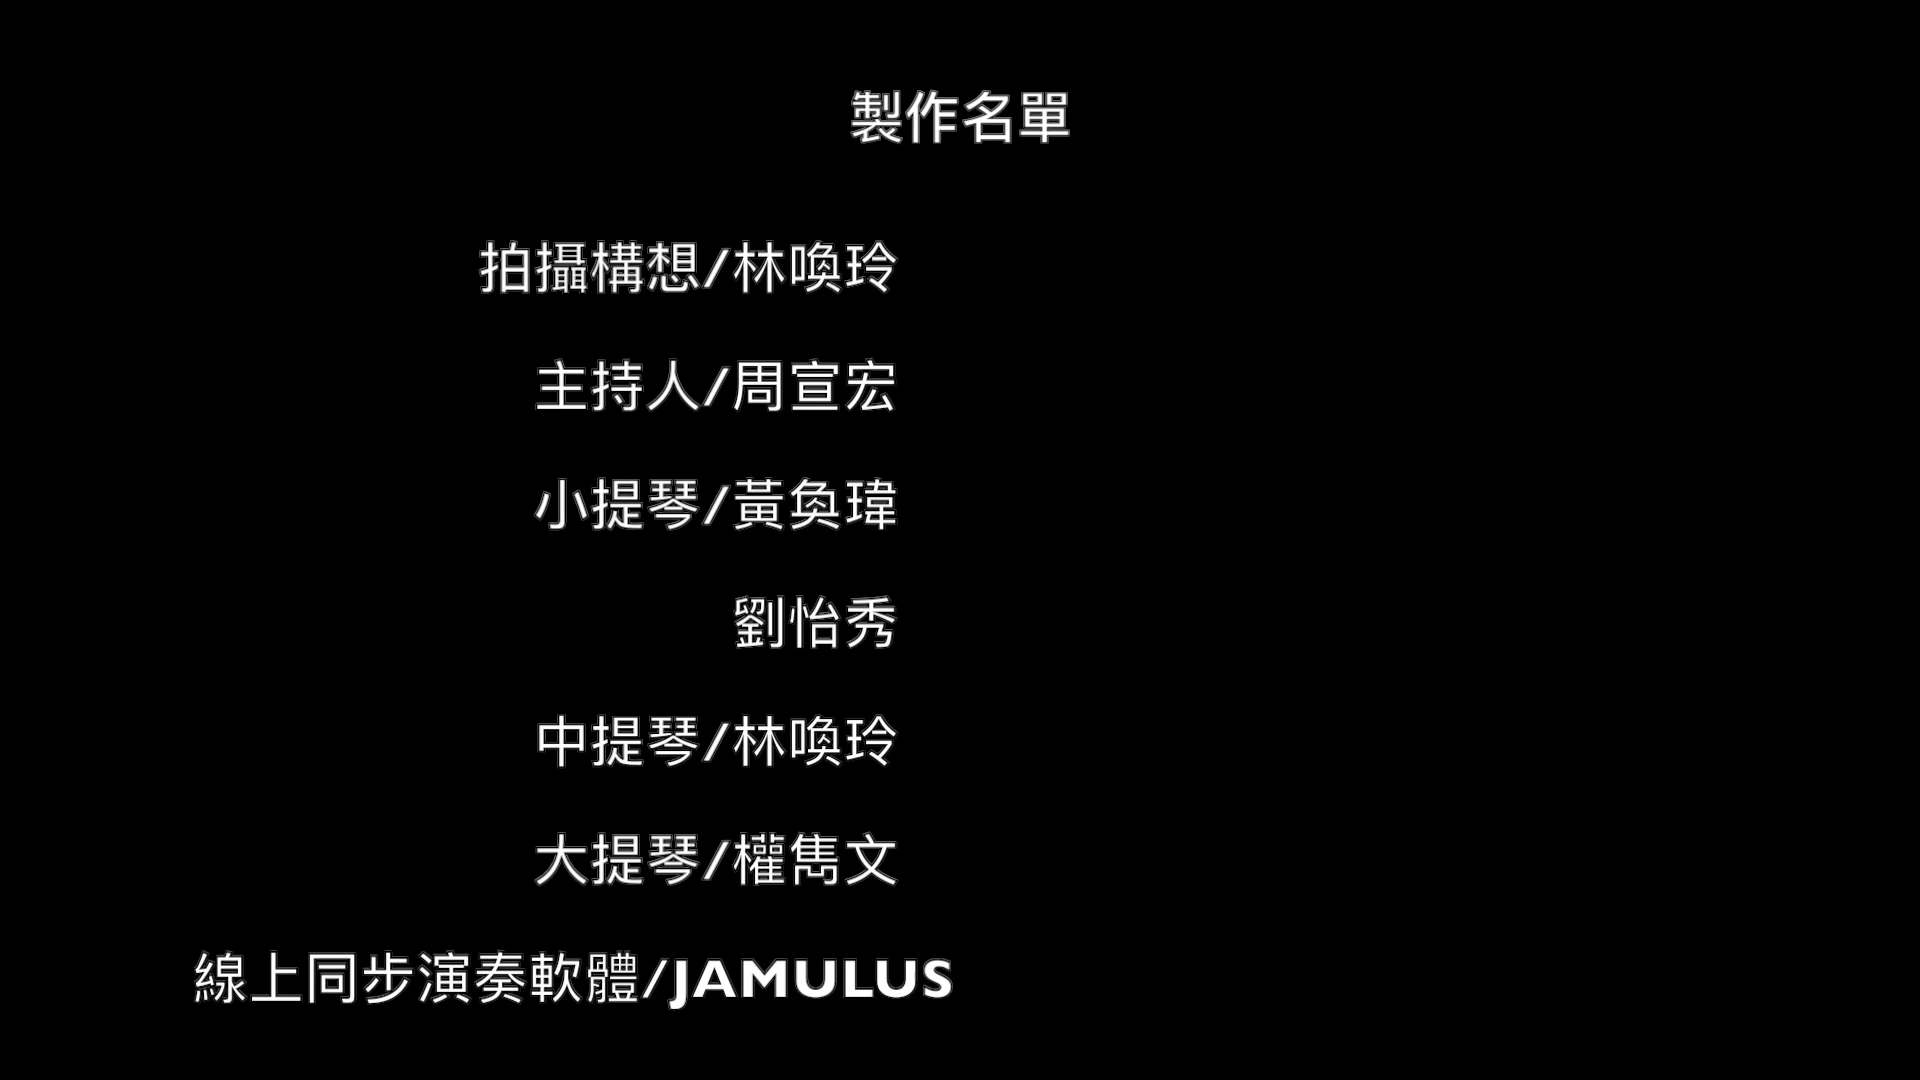 製作名單
拍攝構想/林喚玲
主持人/周宣宏
小提琴/黃奐瑋
劉怡秀
中提琴/林喚玲
大提琴/權雋文
線上同步演奏軟體/JAMULUS